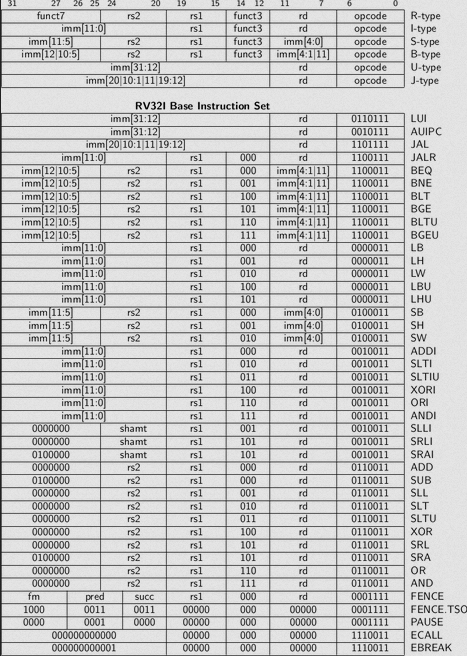 31 27 26 25 24 20 19 15 14 12 11 7 6 0
funct7 rs2 rs1 funct3 rd opcode R-type
imm[11:0] rs1 funct3 rd opcode I-type
imm[11:5] rs2 rs1 funct3 imm[4:0] opcode S-type
imm[12|10:5] rs2 rs1 funct3 imm[4:1|11] opcode B-type
imm[31:12] rd opcode U-type
imm[20|10:1|11|19:12] rd opcode J-type
RV32I Base Instruction Set
imm[31:12] rd 0110111 LUI
imm[31:12] rd 0010111 AUIPC
imm[20|10:1|11|19:12] rd 1101111 JAL
imm[11:0] rs1 000 rd 1100111 JALR
imm[12|10:5] rs2 rs1 000 imm[4:1|11] 1100011 BEQ
imm[12|10:5] rs2 rs1 001 imm[4:1|11] 1100011 BNE
imm[12|10:5] rs2 rs1 100 imm[4:1|11] 1100011 BLT
imm[12|10:5] rs2 rs1 101 imm[4:1|11] 1100011 BGE
imm[12|10:5] rs2 rs1 110 imm[4:1|11] 1100011 BLTU
imm[12|10:5] rs2 rs1 111 imm[4:1|11] 1100011 BGEU
imm[11:0] rs1 000 rd 0000011 LB
imm[11:0] rs1 001 rd 0000011 LH
imm[11:0] rs1 010 rd 0000011 LW
imm[11:0] rs1 100 rd 0000011 LBU
imm[11:0] rs1 101 rd 0000011 LHU
imm[11:5] rs2 rs1 000 imm[4:0] 0100011 SB
imm[11:5] rs2 rs1 001 imm[4:0] 0100011 SH
imm[11:5] rs2 rs1 010 imm[4:0] 0100011 SW
imm[11:0] rs1 000 rd 0010011 ADDI
imm[11:0] rs1 010 rd 0010011 SLTI
imm[11:0] rs1 011 rd 0010011 SLTIU
imm[11:0] rs1 100 rd 0010011 XORI
imm[11:0] rs1 110 rd 0010011 ORI
imm[11:0] rs1 111 rd 0010011 ANDI
0000000 shamt rs1 001 rd 0010011 SLLI
0000000 shamt rs1 101 rd 0010011 SRLI
0100000 shamt rs1 101 rd 0010011 SRAI
0000000 rs2 rs1 000 rd 0110011 ADD
0100000 rs2 rs1 000 rd 0110011 SUB
0000000 rs2 rs1 001 rd 0110011 SLL
0000000 rs2 rs1 010 rd 0110011 SLT
0000000 rs2 rs1 011 rd 0110011 SLTU
0000000 rs2 rs1 100 rd 0110011 XOR
0000000 rs2 rs1 101 rd 0110011 SRL
0100000 rs2 rs1 101 rd 0110011 SRA
0000000 rs2 rs1 110 rd 0110011 OR
0000000 rs2 rs1 111 rd 0110011 AND
fm pred succ rs1 000 rd 0001111 FENCE
1000 0011 0011 00000 000 00000 0001111 FENCE.TSO
0000 0001 0000 00000 000 00000 0001111 PAUSE
000000000000 00000 000 00000 1110011 ECALL
000000000001 00000 000 00000 1110011 EBREAK